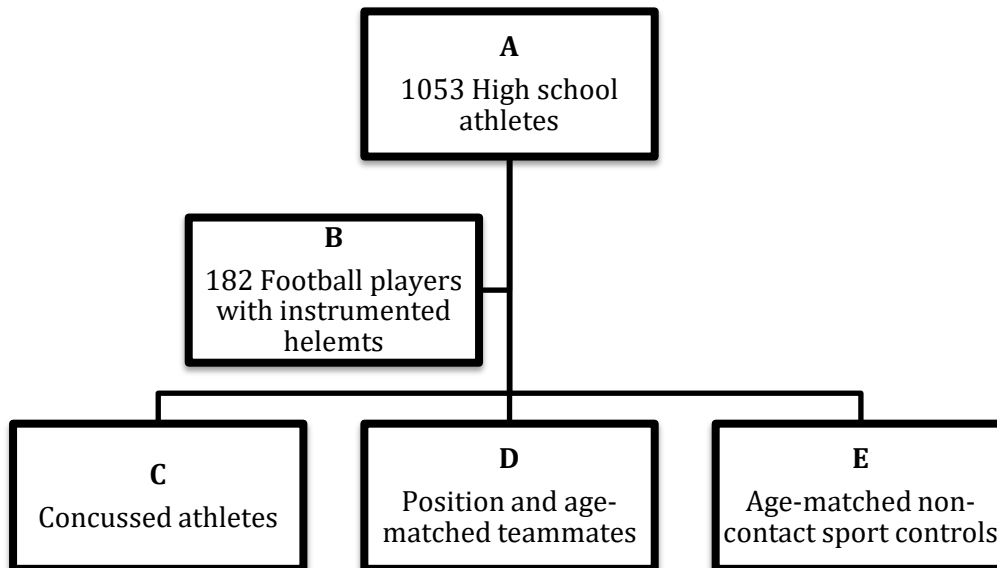 A
1053 High school
athletes
B
182 Football players
with instrumented
helemts
C
Concussed athletes
D
Position and age-
matched teammates
E
Age-matched non-
contact sport controls